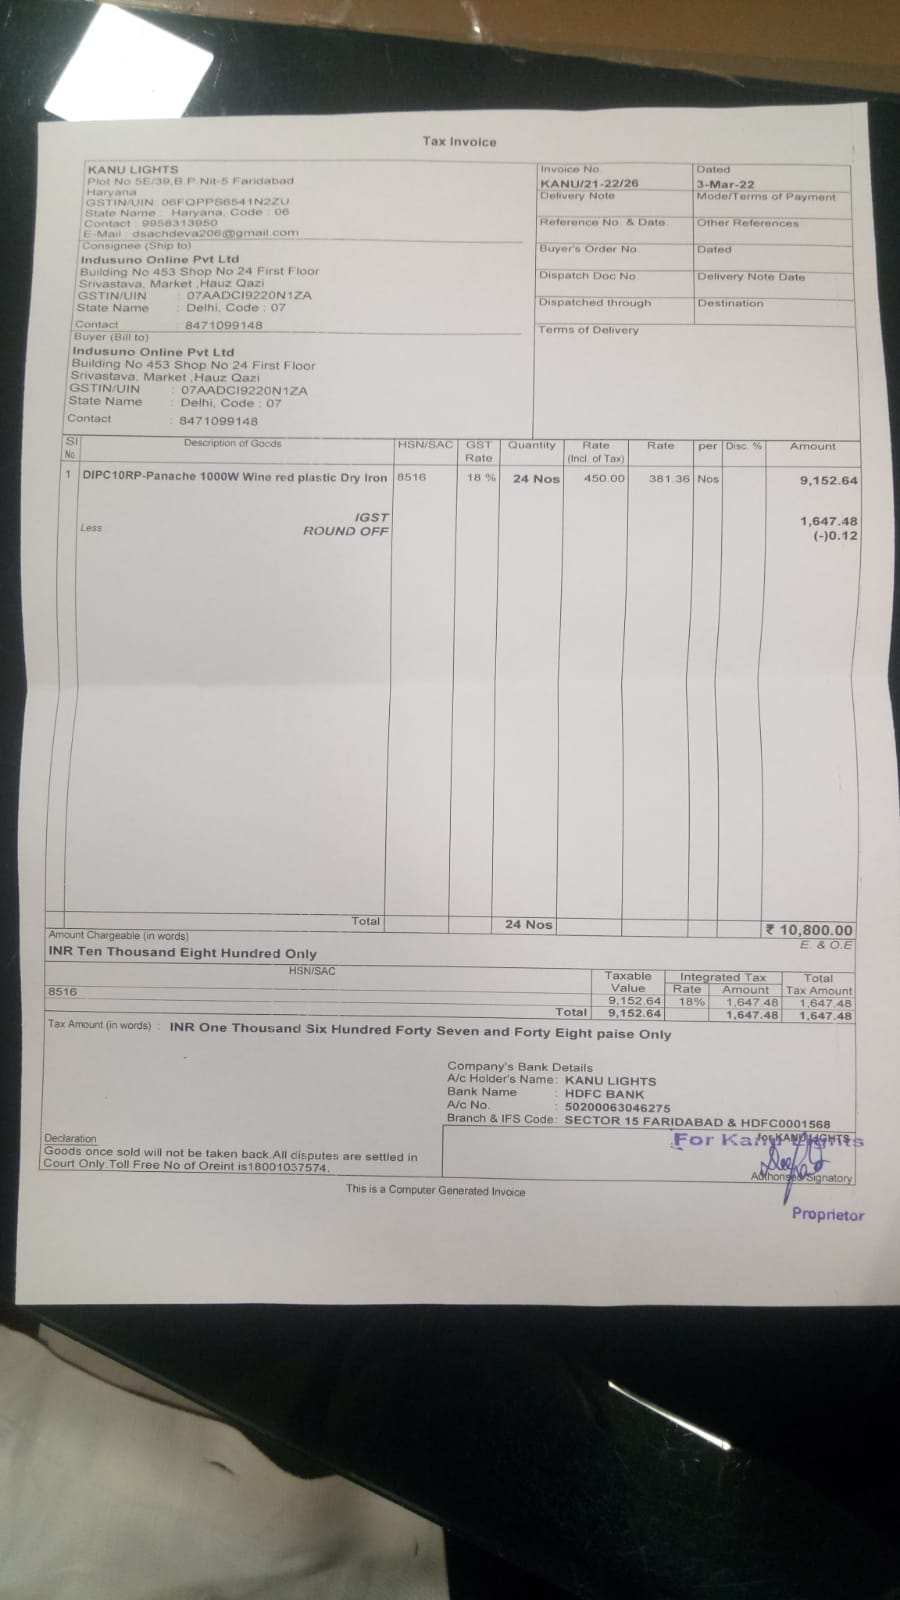 Tax Invoice
KANU LIGHTS
Plot No 5E/39,B.P Nit-5 Faridabad
Haryana
GSTIN/UIN: 06FQPPS6541N2ZU
State Name : Haryana, Code : 06
Contact : 9958313950
E-Mail : dsachdeva206@gmail.com
Invoice No.
KANU/21-22/26
Dated
3-Mar-22
Delivery Note
Mode/Terms of Payment
Reference No. & Date.
Other References
Buyer's Order No.
Dated
Dispatch Doc No.
Delivery Note Date
Dispatched through
Destination
Terms of Delivery
Consignee (Ship to)
Indusuno Online Pvt Ltd
Building No 453 Shop No 24 First Floor
Srivastava, Market ,Hauz Qazi
GSTIN/UIN : 07AADCI9220N1ZA
State Name : Delhi, Code : 07
Contact : 8471099148
Buyer (Bill to)
Indusuno Online Pvt Ltd
Building No 453 Shop No 24 First Floor
Srivastava, Market ,Hauz Qazi
GSTIN/UIN : 07AADCI9220N1ZA
State Name : Delhi, Code : 07
Contact : 8471099148
Sl No. Description of Goods HSN/SAC GST Rate Quantity Rate (Incl. of Tax) Rate per Disc. % Amount
1 DIPC10RP-Panache 1000W Wine red plastic Dry Iron 8516 18 % 24 Nos 450.00 381.36 Nos 9,152.64
IGST 1,647.48
Less ROUND OFF (-)0.12
Total 24 Nos ₹ 10,800.00
Amount Chargeable (in words) E. & O.E
INR Ten Thousand Eight Hundred Only
HSN/SAC Taxable Value Integrated Tax Rate Amount Total Tax Amount
8516 9,152.64 18% 1,647.48 1,647.48
Total 9,152.64 1,647.48 1,647.48
Tax Amount (in words) : INR One Thousand Six Hundred Forty Seven and Forty Eight paise Only
Company's Bank Details
A/c Holder's Name: KANU LIGHTS
Bank Name : HDFC BANK
A/c No. : 50200063046275
Branch & IFS Code: SECTOR 15 FARIDABAD & HDFC0001568
Declaration
Goods once sold will not be taken back.All disputes are settled in
Court Only.Toll Free No of Oreint is18001037574.
for KANU LIGHTS
For Kanu Lights
Authorised Signatory
Proprietor
This is a Computer Generated Invoice